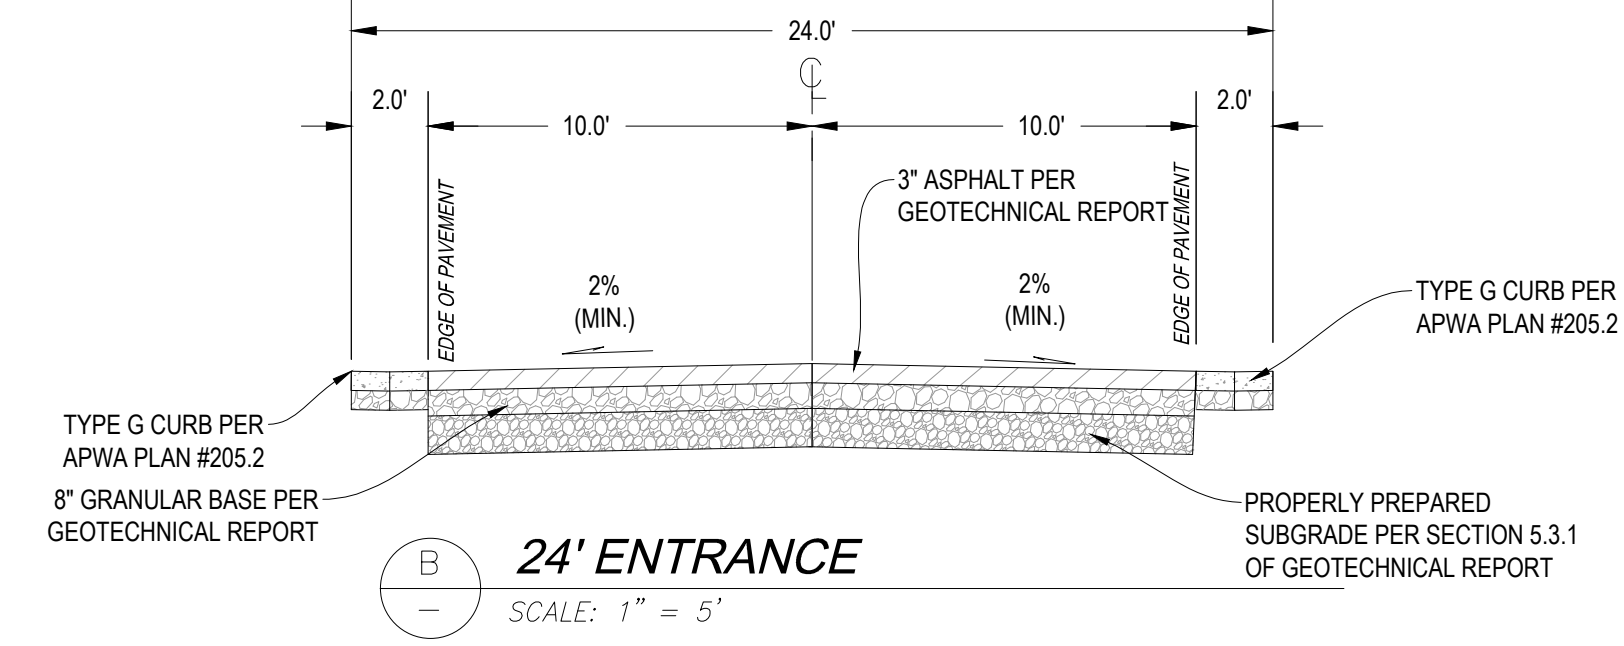 24.0'
℄
2.0'
10.0'
10.0'
2.0'
EDGE OF PAVEMENT
3" ASPHALT PER
GEOTECHNICAL REPORT
EDGE OF PAVEMENT
2%
(MIN.)
2%
(MIN.)
TYPE G CURB PER
APWA PLAN #205.2
TYPE G CURB PER
APWA PLAN #205.2
8" GRANULAR BASE PER
GEOTECHNICAL REPORT
PROPERLY PREPARED
SUBGRADE PER SECTION 5.3.1
OF GEOTECHNICAL REPORT
B
–
24' ENTRANCE
SCALE: 1" = 5'